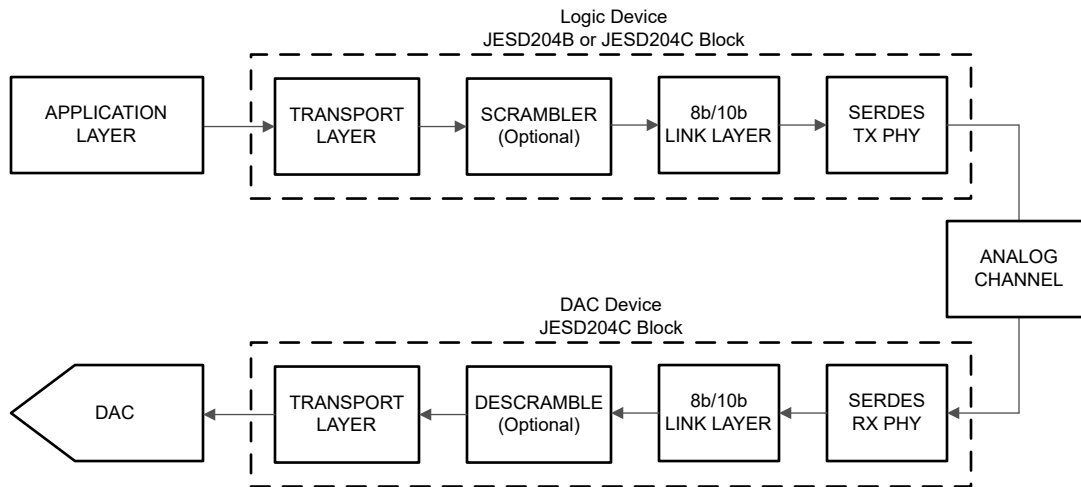 Logic Device
JESD204B or JESD204C Block
APPLICATION
LAYER
TRANSPORT
LAYER
SCRAMBLER
(Optional)
8b/10b
LINK LAYER
SERDES
TX PHY
ANALOG
CHANNEL
DAC Device
JESD204C Block
DAC
TRANSPORT
LAYER
DESCRAMBLE
(Optional)
8b/10b
LINK LAYER
SERDES
RX PHY